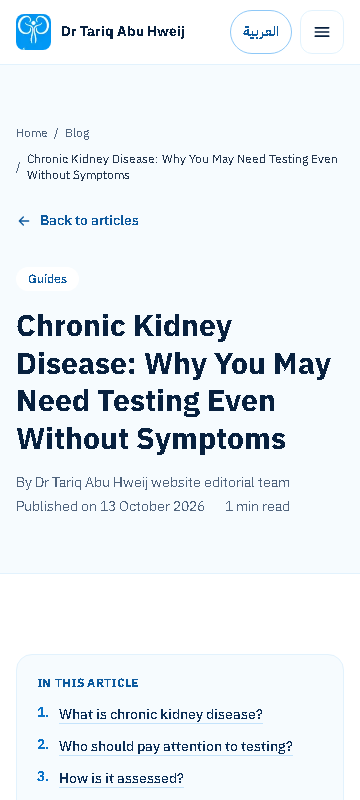 Dr Tariq Abu Hweij
العربية
Home / Blog
/ Chronic Kidney Disease: Why You May Need Testing Even
Without Symptoms
← Back to articles
Guides
Chronic Kidney
Disease: Why You May
Need Testing Even
Without Symptoms
By Dr Tariq Abu Hweij website editorial team
Published on 13 October 2026 1 min read
IN THIS ARTICLE
1. What is chronic kidney disease?
2. Who should pay attention to testing?
3. How is it assessed?